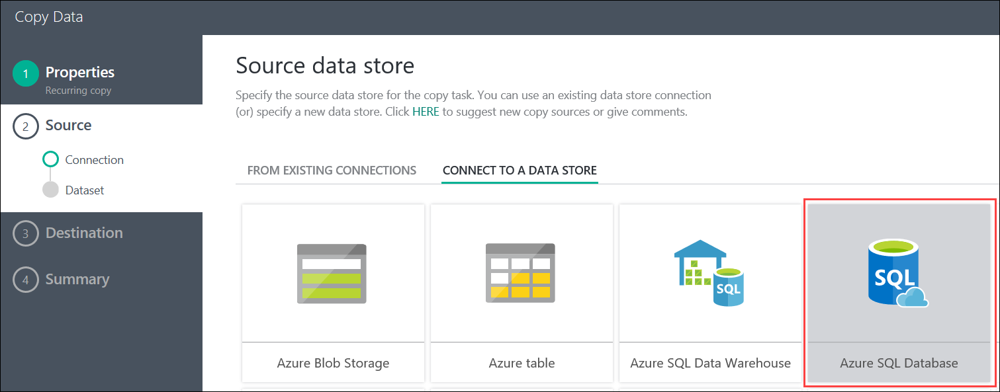 Copy Data
1
Properties
Recurring copy
2
Source
Connection
Dataset
3
Destination
4
Summary
Source data store
Specify the source data store for the copy task. You can use an existing data store connection
(or) specify a new data store. Click HERE to suggest new copy sources or give comments.
FROM EXISTING CONNECTIONS
CONNECT TO A DATA STORE
SQL
SQL
Azure Blob Storage
Azure table
Azure SQL Data Warehouse
Azure SQL Database